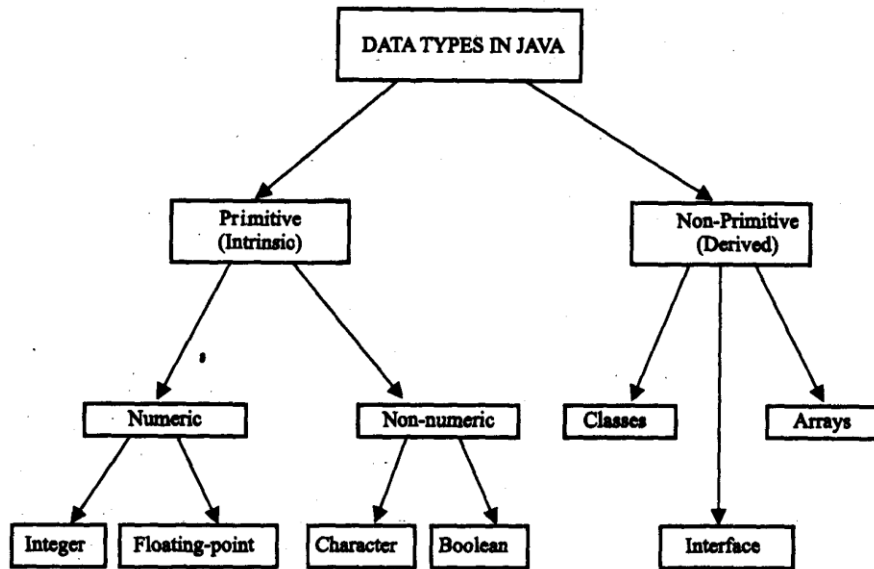 DATA TYPES IN JAVA
Primitive
(Intrinsic)
Non-Primitive
(Derived)
Numeric
Non-numeric
Classes
Arrays
Integer
Floating-point
Character
Boolean
Interface